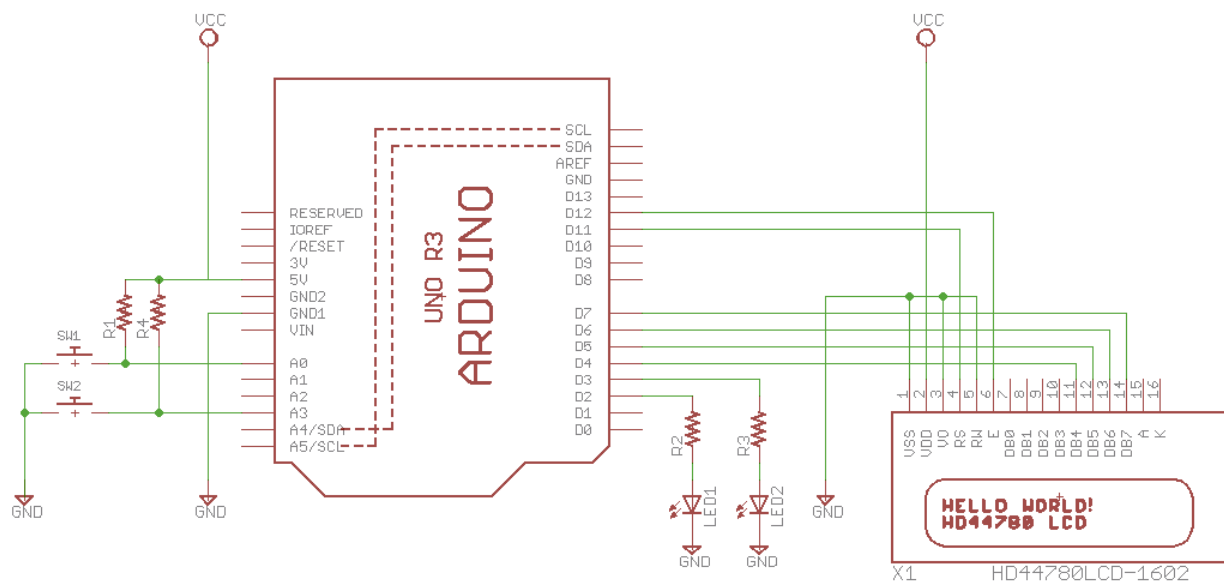 VCC
VCC
SCL
SDA
AREF
GND
D13
D12
D11
D10
D9
D8
D7
D6
D5
D4
D3
D2
D1
D0
RESERVED
IOREF
/RESET
3V
5V
GND2
GND1
VIN
A0
A1
A2
A3
A4/SDA
A5/SCL
UNO R3
ARDUINO
R1
R4
SW1
SW2
GND
GND
R2
R3
LED1
LED2
GND
GND
GND
1
2
3
4
5
6
7
8
9
10
11
12
13
14
15
16
VSS
VDD
VO
RS
RW
E
DB0
DB1
DB2
DB3
DB4
DB5
DB6
DB7
A
K
HELLO WORLD!
HD44780 LCD
X1
HD44780LCD-1602